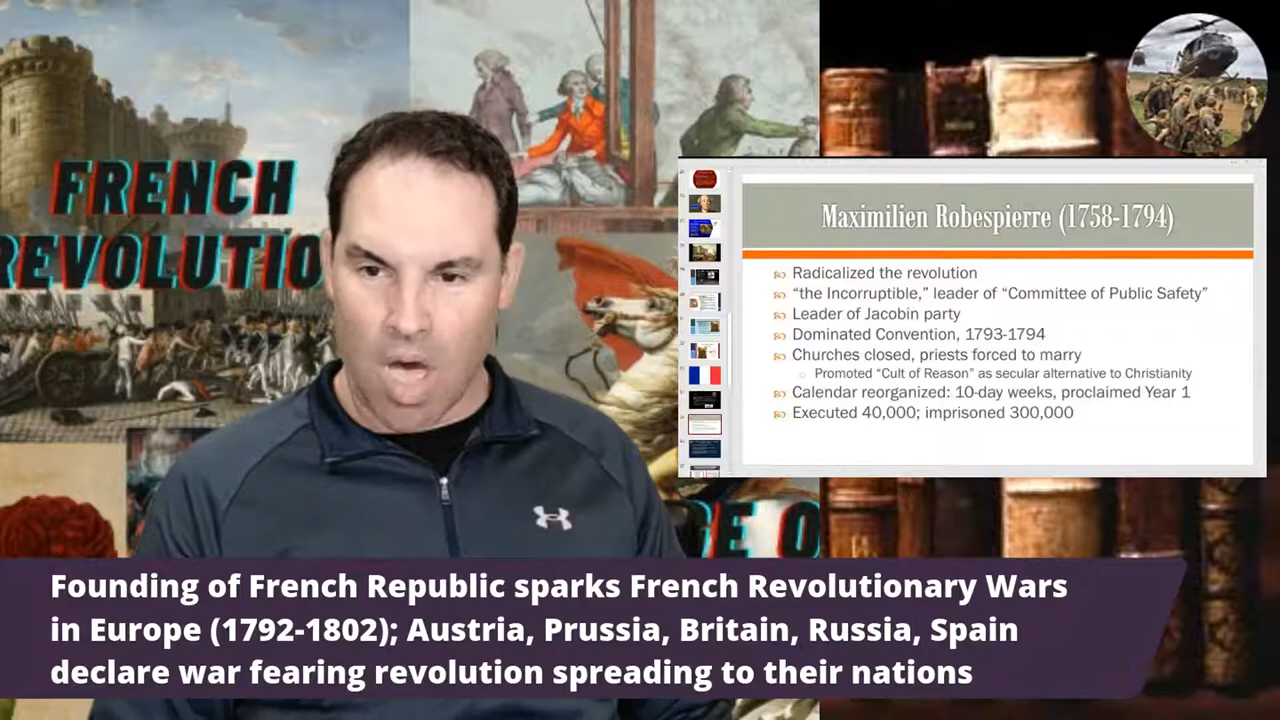 FRENCH
REVOLUTIO
Maximilien Robespierre (1758-1794)
Radicalized the revolution
“the Incorruptible,” leader of “Committee of Public Safety”
Leader of Jacobin party
Dominated Convention, 1793-1794
Churches closed, priests forced to marry
Promoted “Cult of Reason” as secular alternative to Christianity
Calendar reorganized: 10-day weeks, proclaimed Year 1
Executed 40,000; imprisoned 300,000
GE O
Founding of French Republic sparks French Revolutionary Wars
in Europe (1792-1802); Austria, Prussia, Britain, Russia, Spain
declare war fearing revolution spreading to their nations